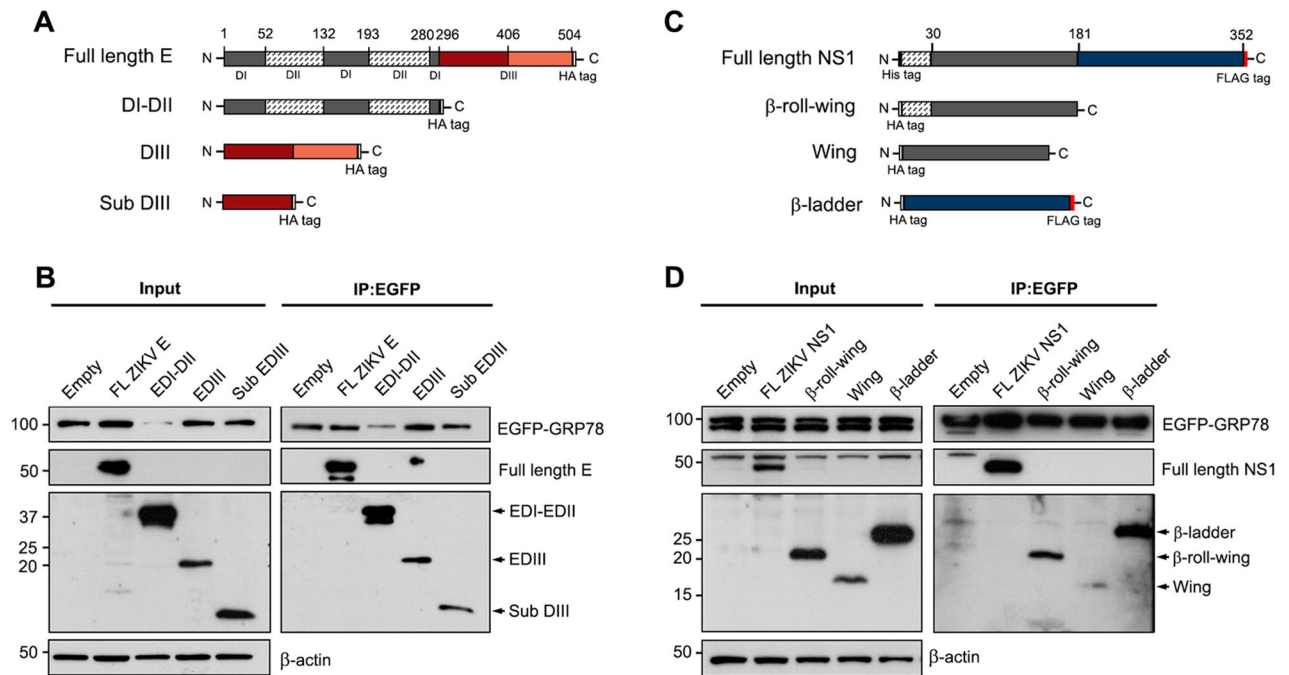 A
1 52 132 193 280 296 406 504
Full length E N C
DI DII DI DII DI DIII HA tag
DI-DII N C
HA tag
DIII N C
HA tag
Sub DIII N C
HA tag
C
30 181 352
Full length NS1 N C
His tag FLAG tag
β-roll-wing N C
HA tag
Wing N C
HA tag
β-ladder N C
HA tag FLAG tag
B
Input IP:EGFP
Empty FL ZIKV E EDI-DII EDIII Sub EDIII Empty FL ZIKV E EDI-DII EDIII Sub EDIII
100 EGFP-GRP78
50 Full length E
37 EDI-EDII
25 EDIII
20
Sub DIII
50 β-actin
D
Input IP:EGFP
Empty FL ZIKV NS1 β-roll-wing Wing β-ladder Empty FL ZIKV NS1 β-roll-wing Wing β-ladder
100 EGFP-GRP78
50 Full length NS1
25 β-ladder
20 β-roll-wing
15 Wing
50 β-actin